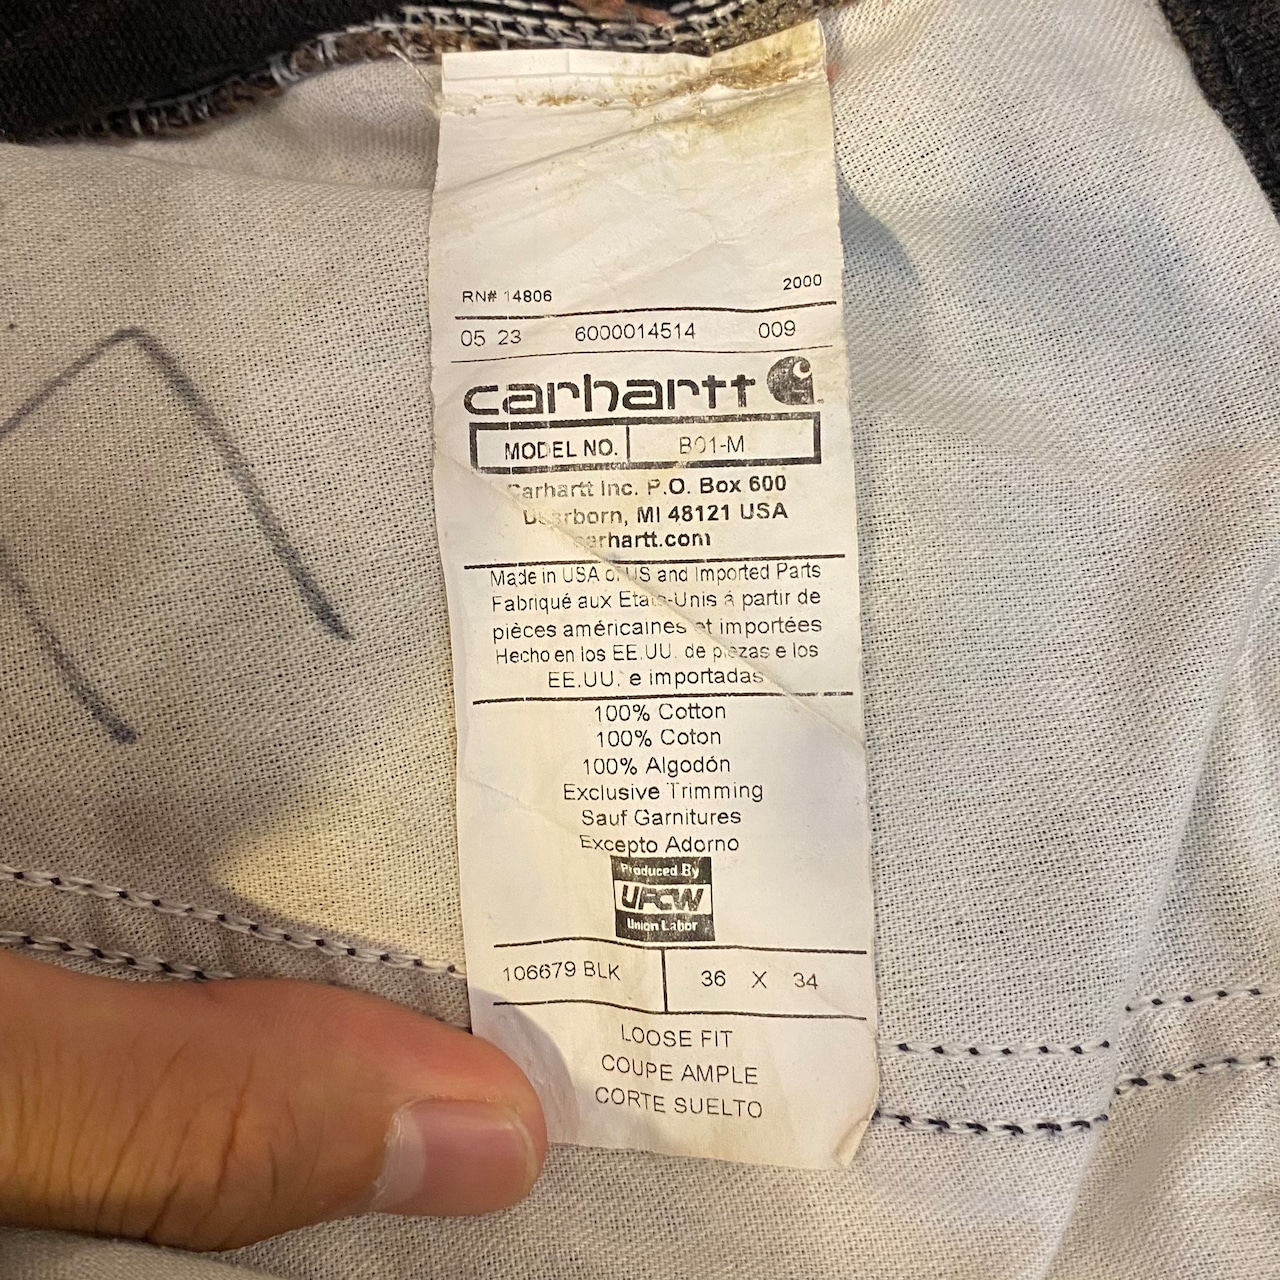 RN# 14806 2000
05 23 6000014514 009
carhartt
MODEL NO. B01-M
Carhartt Inc. P.O. Box 600
Dearborn, MI 48121 USA
carhartt.com
Made in USA of US and Imported Parts
Fabriqué aux Etats-Unis à partir de
pièces américaines et importées
Hecho en los EE.UU. de piezas e los
EE.UU. e importadas
100% Cotton
100% Coton
100% Algodón
Exclusive Trimming
Sauf Garnitures
Excepto Adorno
Produced By
UFCW
Union Labor
106679 BLK 36 X 34
LOOSE FIT
COUPE AMPLE
CORTE SUELTO